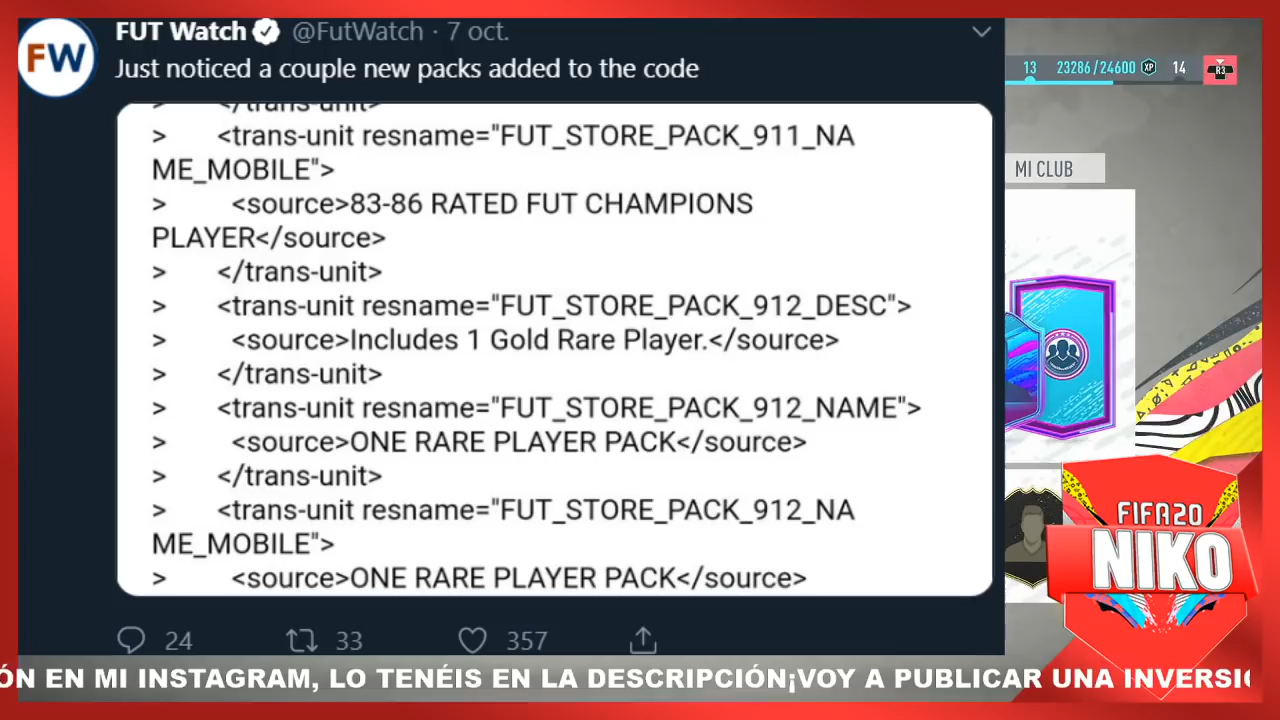 FUT Watch @FutWatch · 7 oct.
Just noticed a couple new packs added to the code
> </trans-unit>
> <trans-unit resname="FUT_STORE_PACK_911_NA
ME_MOBILE">
> <source>83-86 RATED FUT CHAMPIONS
PLAYER</source>
> </trans-unit>
> <trans-unit resname="FUT_STORE_PACK_912_DESC">
> <source>Includes 1 Gold Rare Player.</source>
> </trans-unit>
> <trans-unit resname="FUT_STORE_PACK_912_NAME">
> <source>ONE RARE PLAYER PACK</source>
> </trans-unit>
> <trans-unit resname="FUT_STORE_PACK_912_NA
ME_MOBILE">
> <source>ONE RARE PLAYER PACK</source>
24 33 357
FW
13 23286/24600 XP 14 R3
MI CLUB
FIFA20
NIKO
ÓN EN MI INSTAGRAM, LO TENÉIS EN LA DESCRIPCIÓN¡VOY A PUBLICAR UNA INVERSI